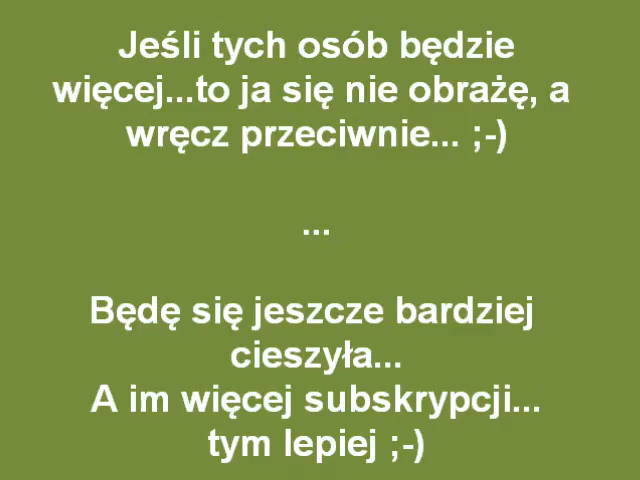 Jeśli tych osób będzie
więcej...to ja się nie obrażę, a
wręcz przeciwnie... ;-)
...
Będę się jeszcze bardziej
cieszyła...
A im więcej subskrypcji...
tym lepiej ;-)